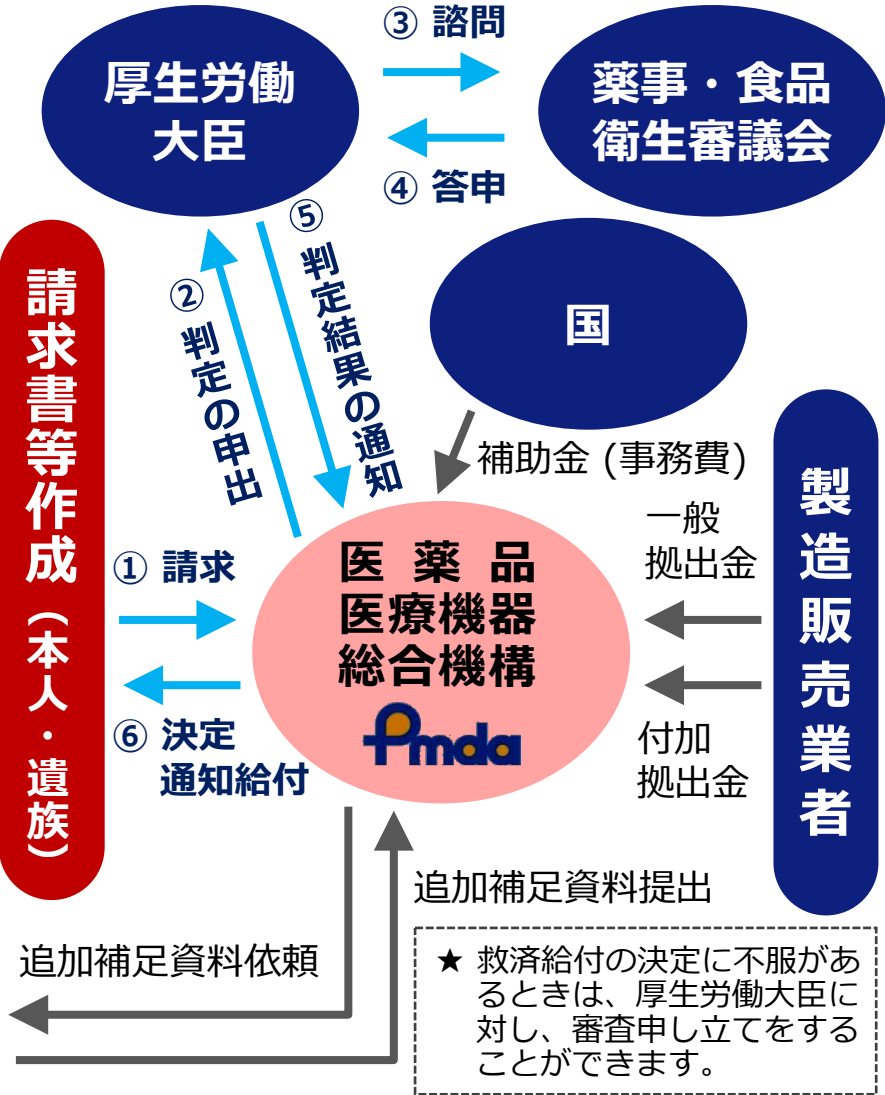 ③ 諮問
厚生労働
大臣
薬事・食品
衛生審議会
④ 答申
⑤ 判定結果の通知
② 判定の申出
請求書等作成（本人・遺族）
国
補助金 (事務費)
製造販売業者
一般
拠出金
① 請求
医薬品
医療機器
総合機構
Pmda
付加
拠出金
⑥ 決定
通知給付
追加補足資料提出
追加補足資料依頼
★ 救済給付の決定に不服があ
るときは、厚生労働大臣に
対し、審査申し立てをする
ことができます。